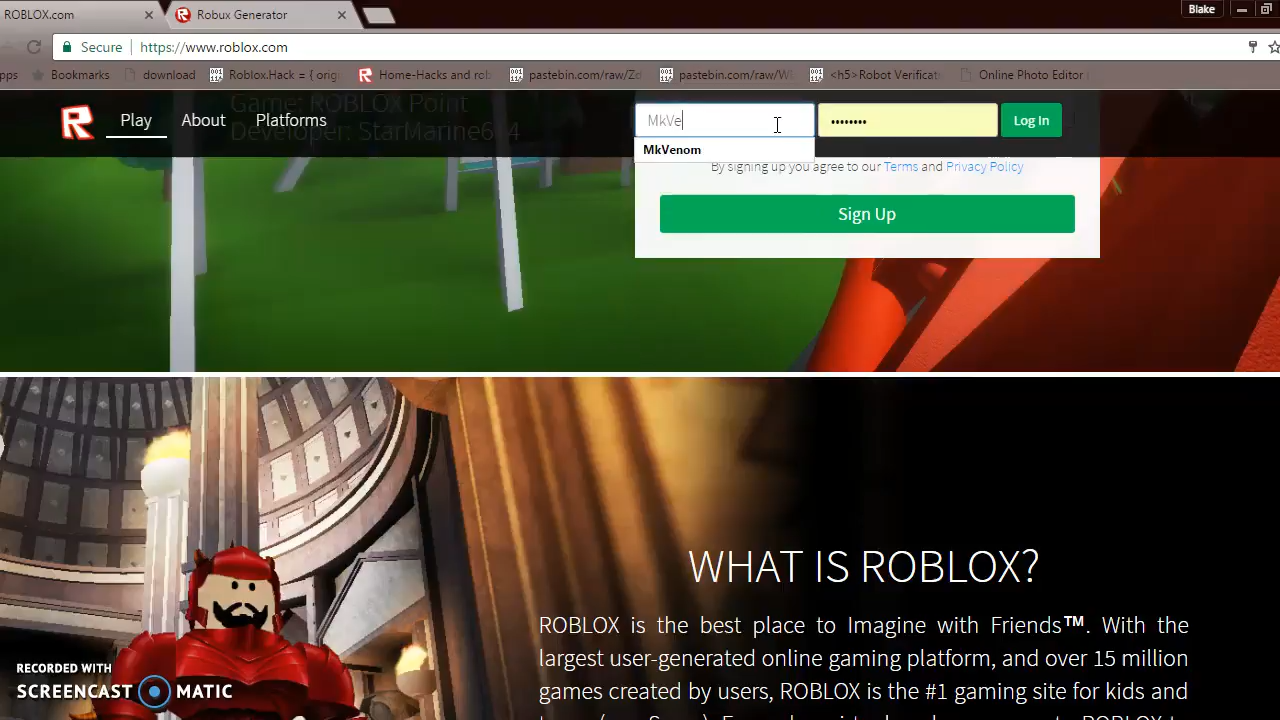 ROBLOX.com
Robux Generator
Blake
Secure
https://www.roblox.com
Bookmarks
download
Roblox.Hack = { orig
Home-Hacks and rob
pastebin.com/raw/Zd
pastebin.com/raw/
<h5>Robot Verificat
Online Photo Editor
Play
About
Platforms
MkVe
••••••••
Log In
Game: ROBLOX Point
Developer:
MkVenom
By signing up you agree to our Terms and Privacy Policy
Sign Up
WHAT IS ROBLOX?
ROBLOX is the best place to Imagine with Friends™. With the
largest user-generated online gaming platform, and over 15 million
games created by users, ROBLOX is the #1 gaming site for kids and
RECORDED WITH
SCREENCAST MATIC